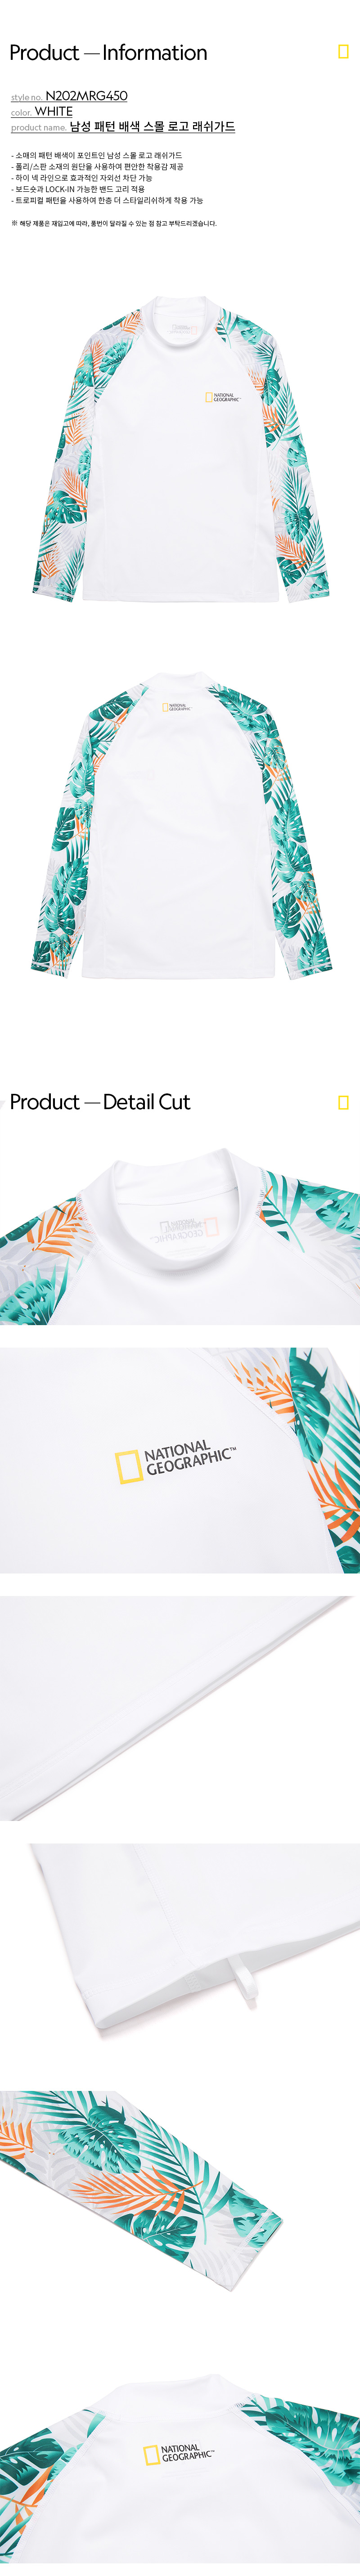 Product — Information
style no. N202MRG450
color. WHITE
product name. 남성 패턴 배색 스몰 로고 래쉬가드
- 소매의 패턴 배색이 포인트인 남성 스몰 로고 래쉬가드
- 폴리/스판 소재의 원단을 사용하여 편안한 착용감 제공
- 하이 넥 라인으로 효과적인 자외선 차단 가능
- 보드숏과 LOCK-IN 가능한 밴드 고리 적용
- 트로피컬 패턴을 사용하여 한층 더 스타일리쉬하게 착용 가능
※ 해당 제품은 재입고에 따라, 품번이 달라질 수 있는 점 참고 부탁드리겠습니다.
NATIONAL
GEOGRAPHIC™
NATIONAL
GEOGRAPHIC™
Product — Detail Cut
NATIONAL
GEOGRAPHIC
NATIONAL
GEOGRAPHIC™
NATIONAL
GEOGRAPHIC™